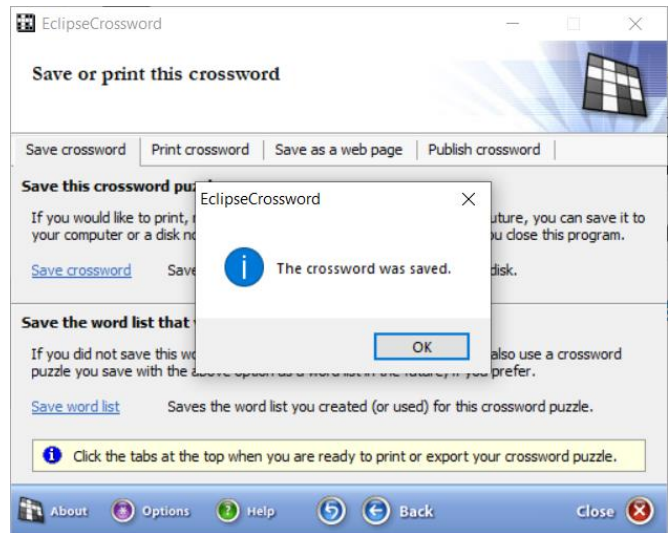 EclipseCrossword
Save or print this crossword
Save crossword Print crossword Save as a web page Publish crossword
Save this crossword
If you would like to print, uture, you can save it to
your computer or a disk close this program.
Save crossword Save disk.
EclipseCrossword
The crossword was saved.
OK
Save the word list that
If you did not save this also use a crossword
puzzle you save with the above option as a word list in the future, if you prefer.
Save word list Saves the word list you created (or used) for this crossword puzzle.
Click the tabs at the top when you are ready to print or export your crossword puzzle.
About Options Help Back Close